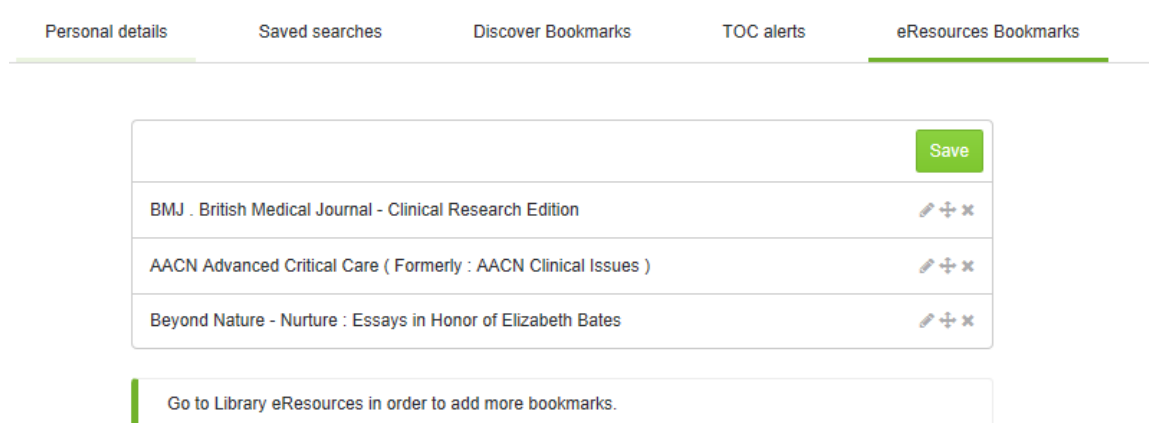 Personal details Saved searches Discover Bookmarks TOC alerts eResources Bookmarks
Save
BMJ . British Medical Journal - Clinical Research Edition
AACN Advanced Critical Care ( Formerly : AACN Clinical Issues )
Beyond Nature - Nurture : Essays in Honor of Elizabeth Bates
Go to Library eResources in order to add more bookmarks.